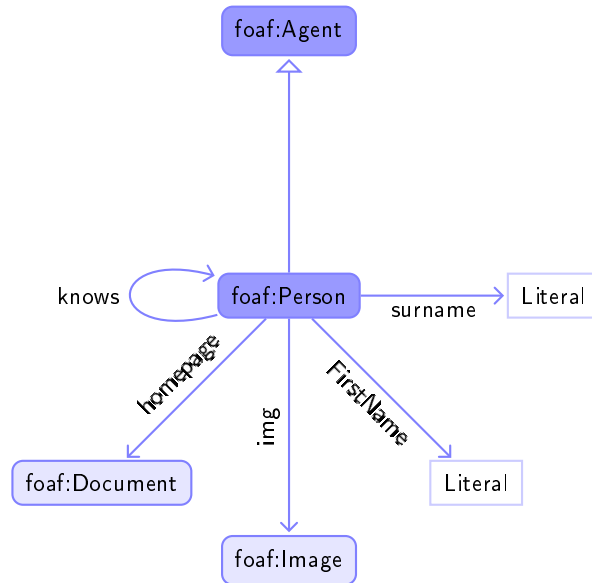 foaf:Agent
knows
foaf:Person
surname
Literal
homepage
img
FirstName
foaf:Document
Literal
foaf:Image